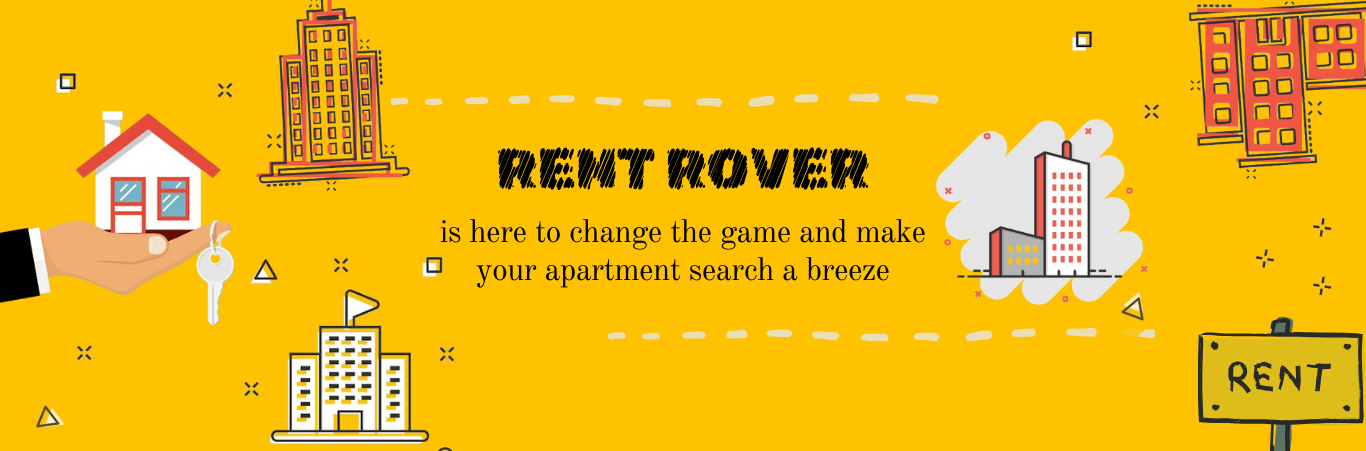 RENT ROVER
is here to change the game and make
your apartment search a breeze
RENT